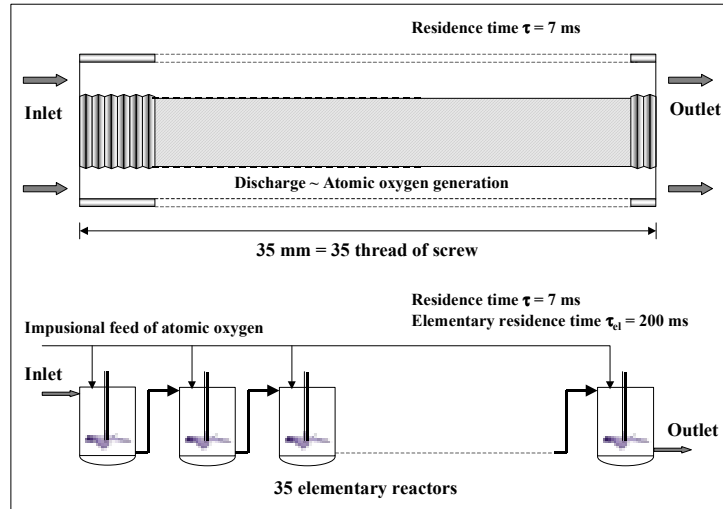 Residence time τ = 7 ms
Inlet
Outlet
Discharge ~ Atomic oxygen generation
35 mm = 35 thread of screw
Residence time τ = 7 ms
Elementary residence time τel = 200 ms
Impusional feed of atomic oxygen
Inlet
Outlet
35 elementary reactors